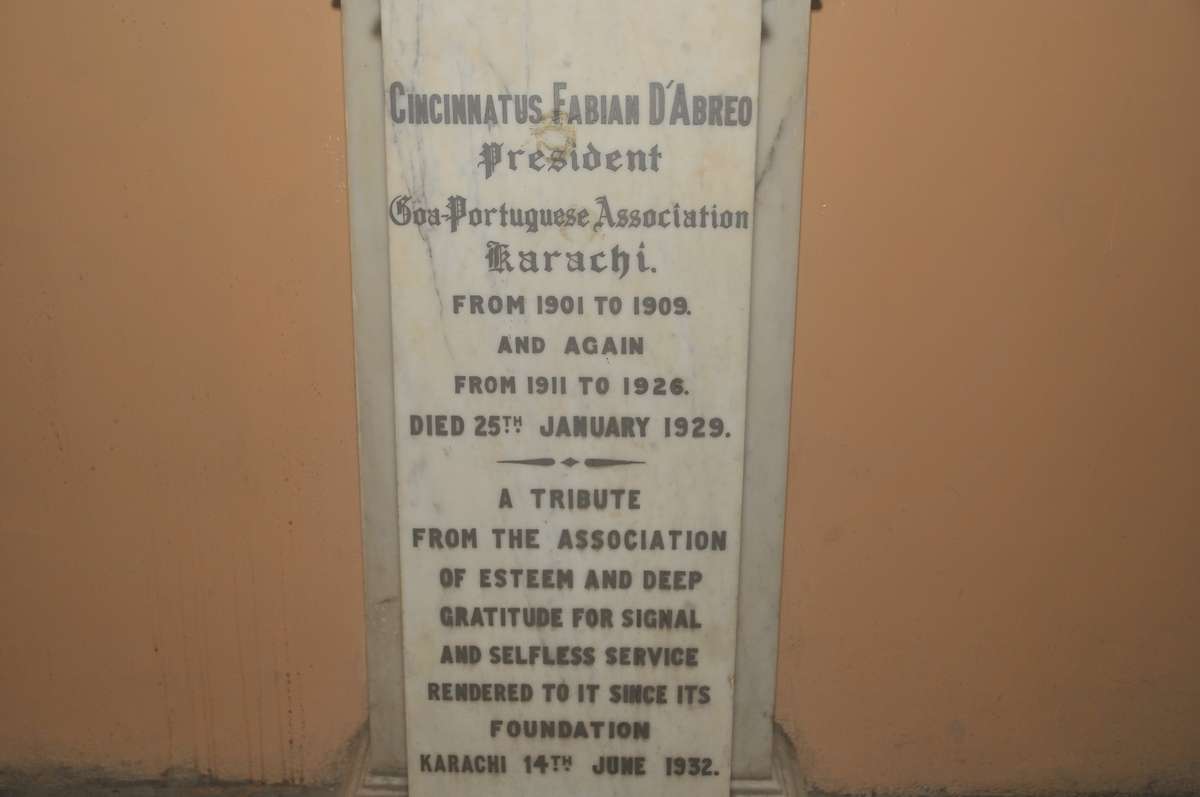 CINCINNATUS FABIAN D'ABREO
President
Goa-Portuguese Association
Karachi.
FROM 1901 TO 1909.
AND AGAIN
FROM 1911 TO 1926.
DIED 25TH JANUARY 1929.
A TRIBUTE
FROM THE ASSOCIATION
OF ESTEEM AND DEEP
GRATITUDE FOR SIGNAL
AND SELFLESS SERVICE
RENDERED TO IT SINCE ITS
FOUNDATION
KARACHI 14TH JUNE 1932.